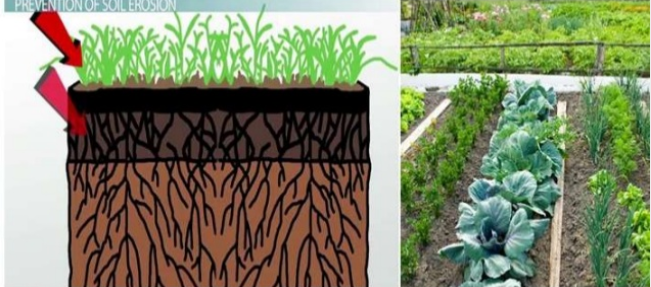 PREVENTION OF SOIL EROSION